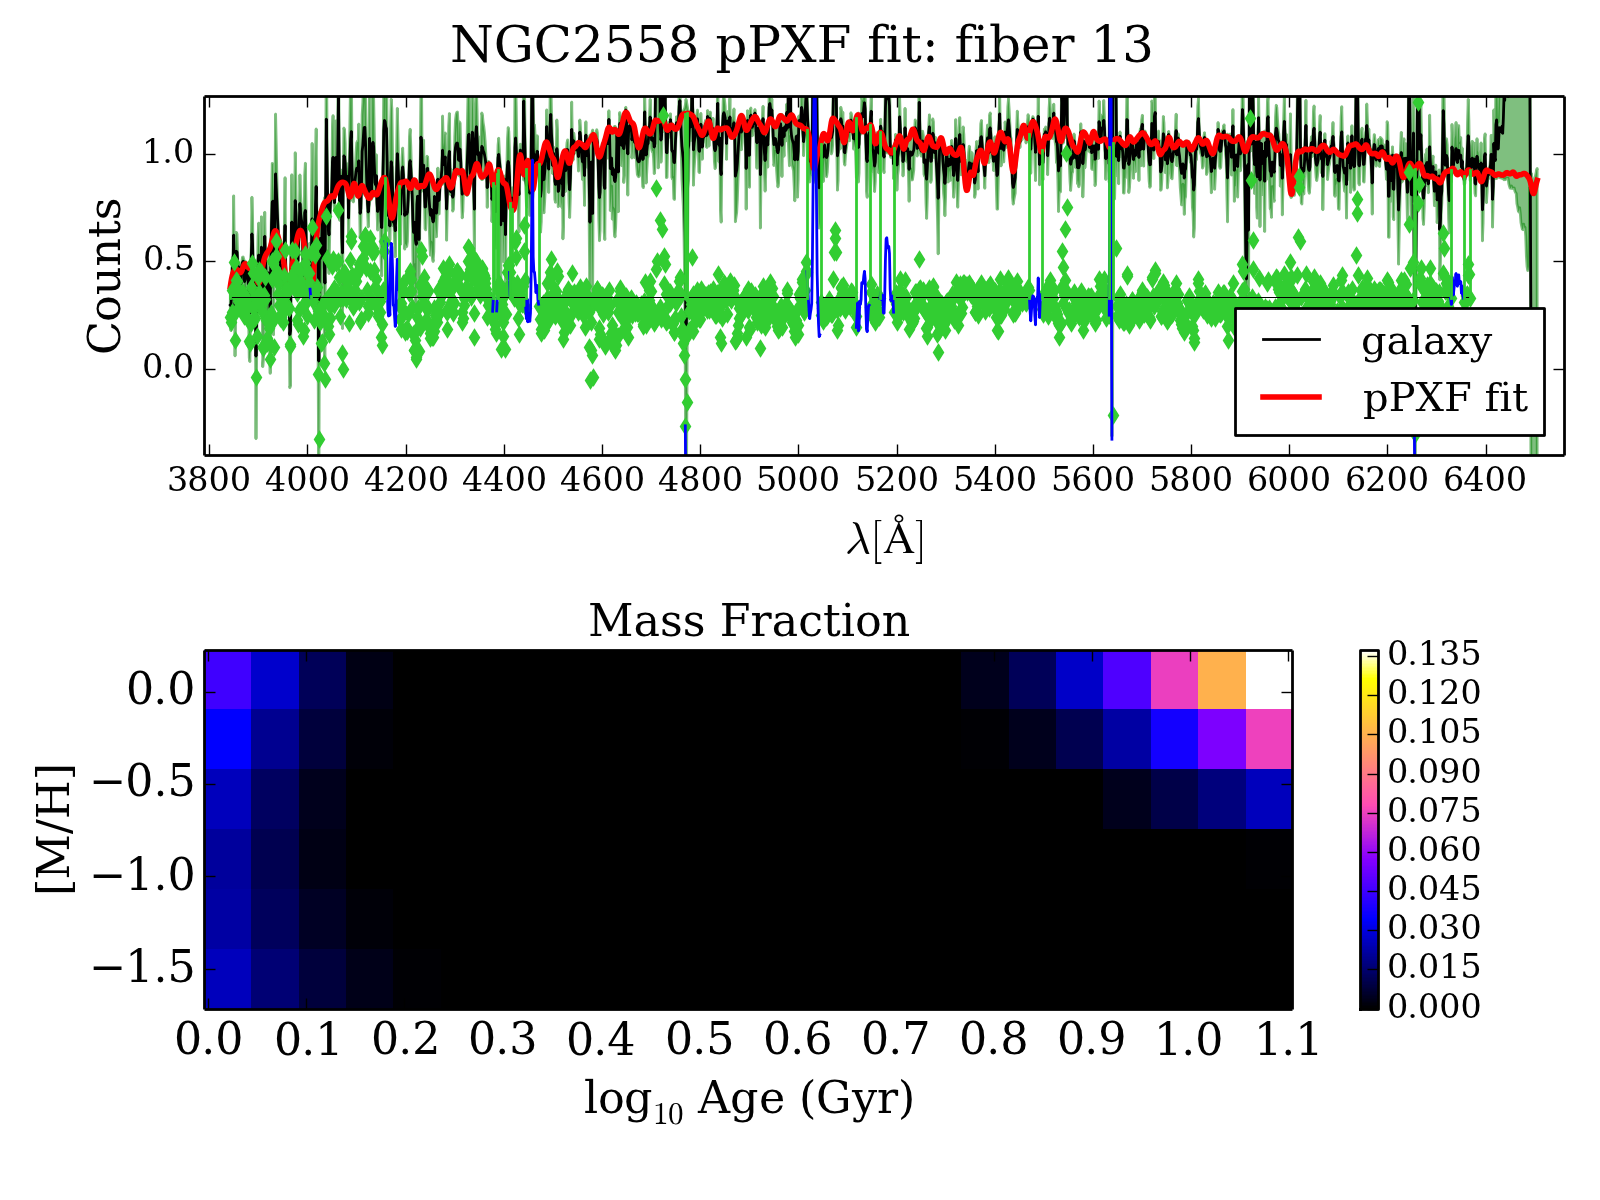 NGC2558 pPXF fit: fiber 13
Counts
1.0
0.5
0.0
galaxy
pPXF fit
3800 4000 4200 4400 4600 4800 5000 5200 5400 5600 5800 6000 6200 6400
λ[Å]
Mass Fraction
[M/H]
0.0
−0.5
−1.0
−1.5
0.0 0.1 0.2 0.3 0.4 0.5 0.6 0.7 0.8 0.9 1.0 1.1
log₁₀ Age (Gyr)
0.135
0.120
0.105
0.090
0.075
0.060
0.045
0.030
0.015
0.000